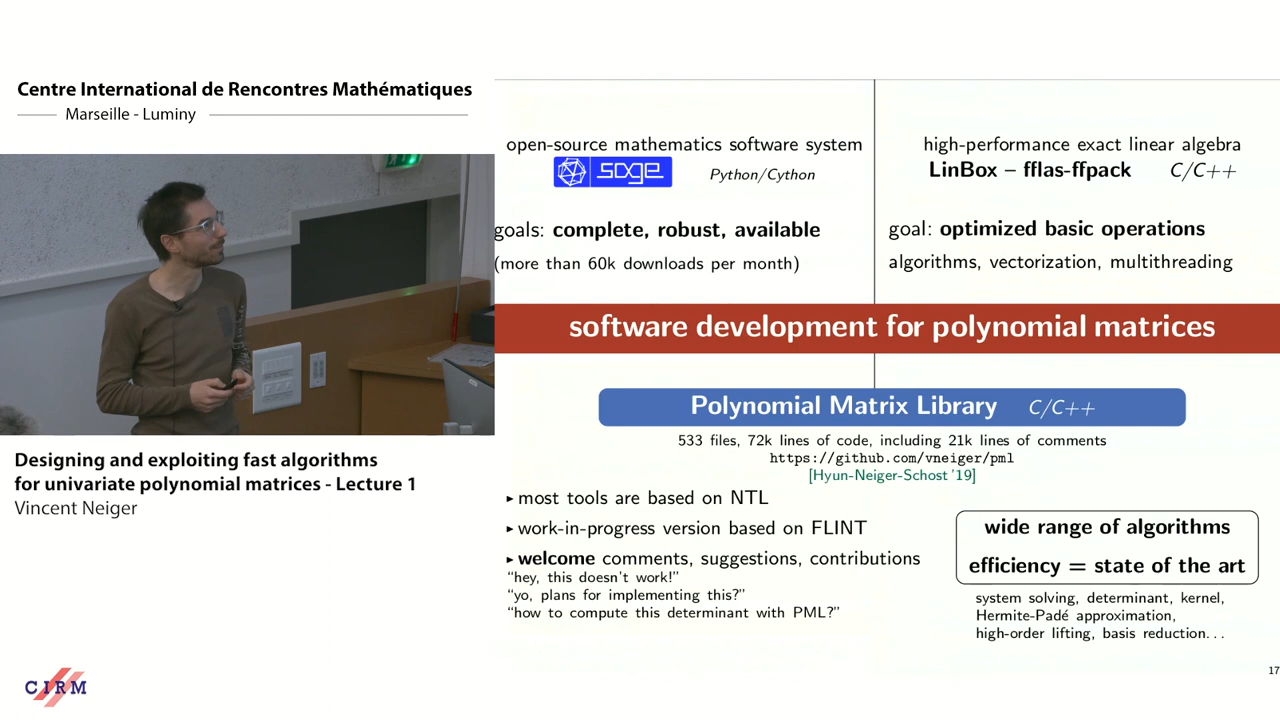 Centre International de Rencontres Mathématiques
Marseille - Luminy
open-source mathematics software system
sage
Python/Cython
goals: complete, robust, available
(more than 60k downloads per month)
high-performance exact linear algebra
LinBox – fflas-ffpack C/C++
goal: optimized basic operations
algorithms, vectorization, multithreading
software development for polynomial matrices
Polynomial Matrix Library C/C++
533 files, 72k lines of code, including 21k lines of comments
https://github.com/vneiger/pml
[Hyun-Neiger-Schost '19]
▸ most tools are based on NTL
▸ work-in-progress version based on FLINT
▸ welcome comments, suggestions, contributions
“hey, this doesn't work!”
“yo, plans for implementing this?”
“how to compute this determinant with PML?”
wide range of algorithms
efficiency = state of the art
system solving, determinant, kernel,
Hermite-Padé approximation,
high-order lifting, basis reduction...
17
Designing and exploiting fast algorithms
for univariate polynomial matrices - Lecture 1
Vincent Neiger
CIRM